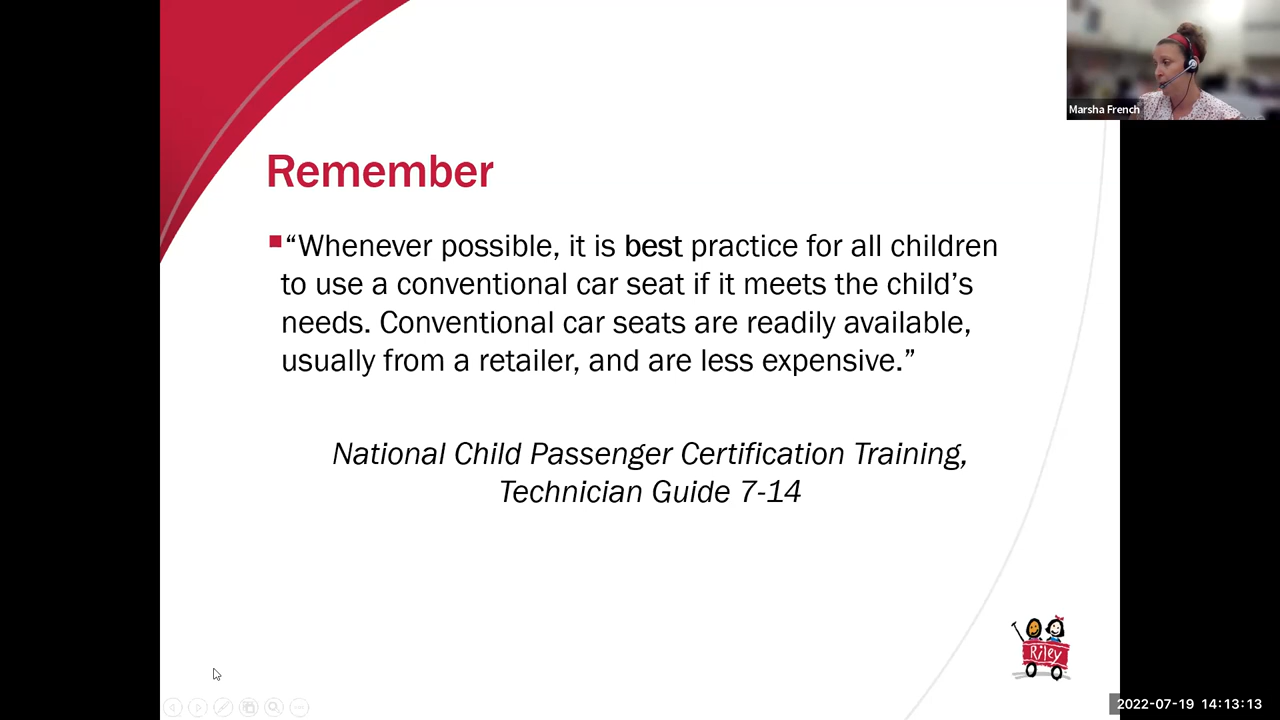 Marsha French
Remember
“Whenever possible, it is best practice for all children
to use a conventional car seat if it meets the child’s
needs. Conventional car seats are readily available,
usually from a retailer, and are less expensive.”
National Child Passenger Certification Training,
Technician Guide 7-14
Riley
2022-07-19 14:13:13